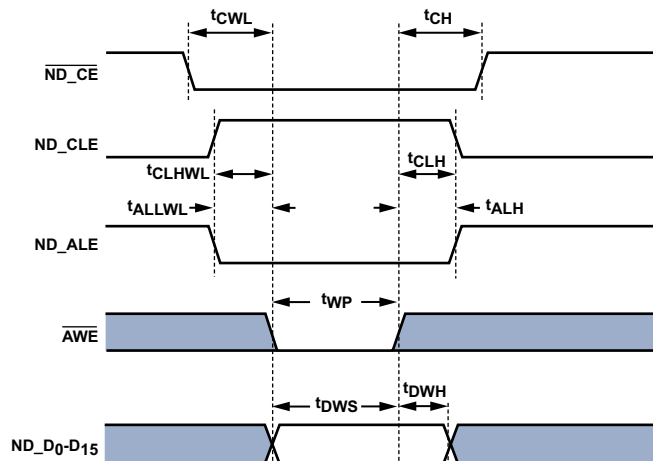 tCWL tCH
ND_CE
ND_CLE
tCLHWL tCLH
tALLWL tALH
ND_ALE
tWP
AWE
tDWS tDWH
ND_D0-D15